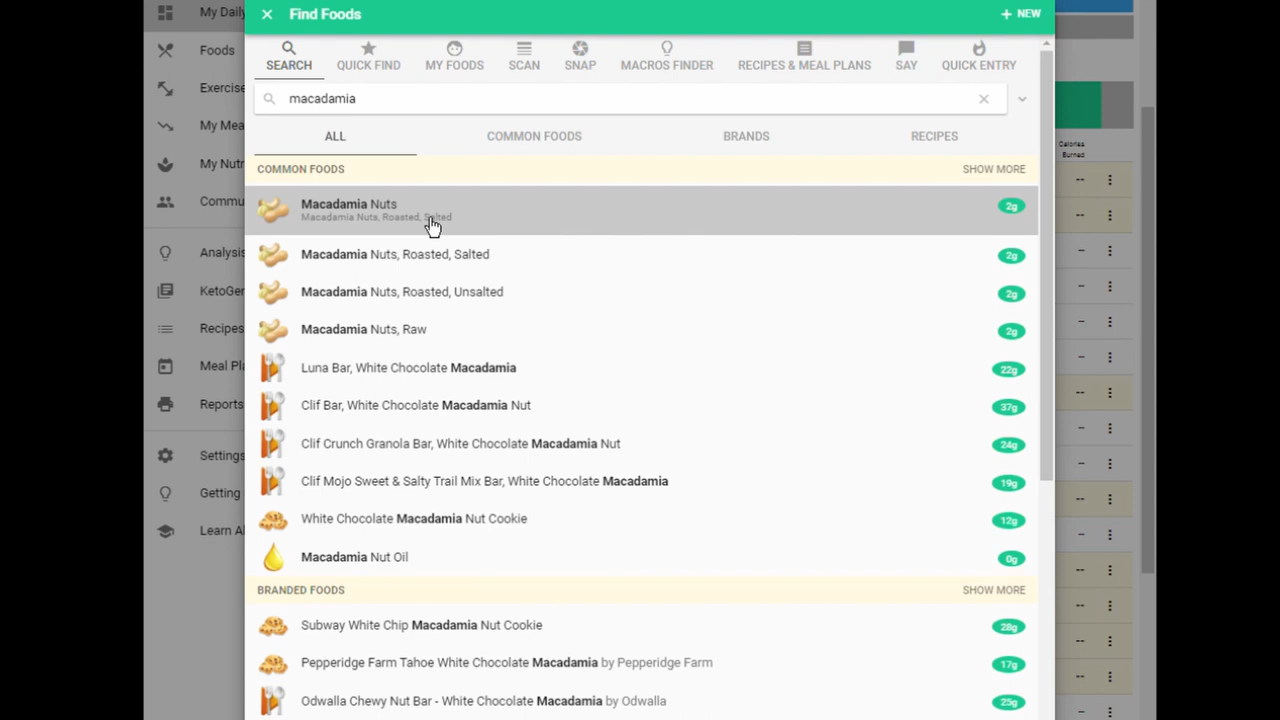 My Daily
Foods
Exercise
My Mea
My Nutr
Commu
Analysis
KetoGer
Recipes
Meal Pla
Reports
Settings
Getting
Learn Al
Find Foods
+ NEW
SEARCH
QUICK FIND
MY FOODS
SCAN
SNAP
MACROS FINDER
RECIPES & MEAL PLANS
SAY
QUICK ENTRY
macadamia
ALL
COMMON FOODS
BRANDS
RECIPES
COMMON FOODS
SHOW MORE
Macadamia Nuts
Macadamia Nuts, Roasted, Salted
2g
Macadamia Nuts, Roasted, Salted
2g
Macadamia Nuts, Roasted, Unsalted
2g
Macadamia Nuts, Raw
2g
Luna Bar, White Chocolate Macadamia
22g
Clif Bar, White Chocolate Macadamia Nut
37g
Clif Crunch Granola Bar, White Chocolate Macadamia Nut
24g
Clif Mojo Sweet & Salty Trail Mix Bar, White Chocolate Macadamia
19g
White Chocolate Macadamia Nut Cookie
12g
Macadamia Nut Oil
0g
BRANDED FOODS
SHOW MORE
Subway White Chip Macadamia Nut Cookie
28g
Pepperidge Farm Tahoe White Chocolate Macadamia by Pepperidge Farm
17g
Odwalla Chewy Nut Bar - White Chocolate Macadamia by Odwalla
25g
Calories
Burned